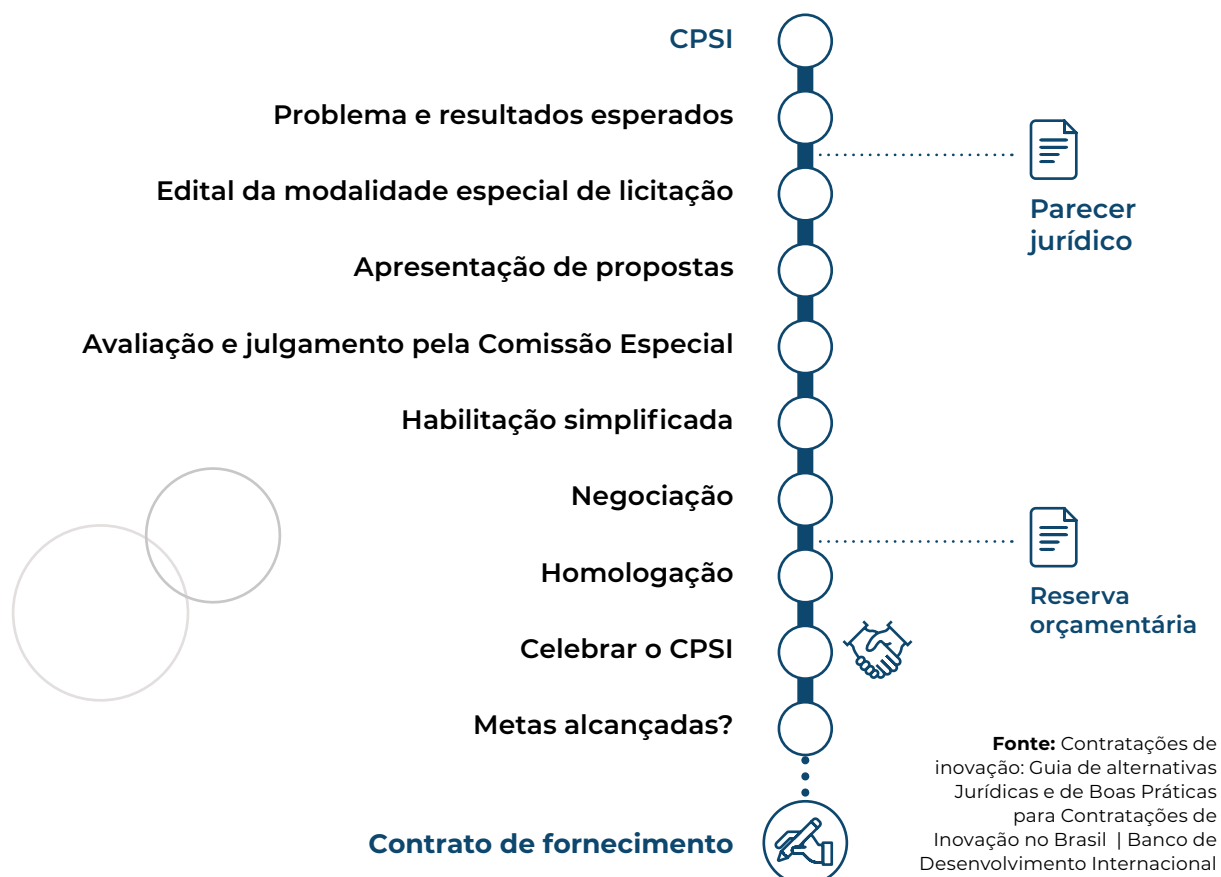 CPSI
Problema e resultados esperados
Edital da modalidade especial de licitação
Parecer
jurídico
Apresentação de propostas
Avaliação e julgamento pela Comissão Especial
Habilitação simplificada
Negociação
Homologação
Reserva
orçamentária
Celebrar o CPSI
Metas alcançadas?
Fonte: Contratações de
inovação: Guia de alternativas
Jurídicas e de Boas Práticas
para Contratações de
Inovação no Brasil | Banco de
Desenvolvimento Internacional
Contrato de fornecimento